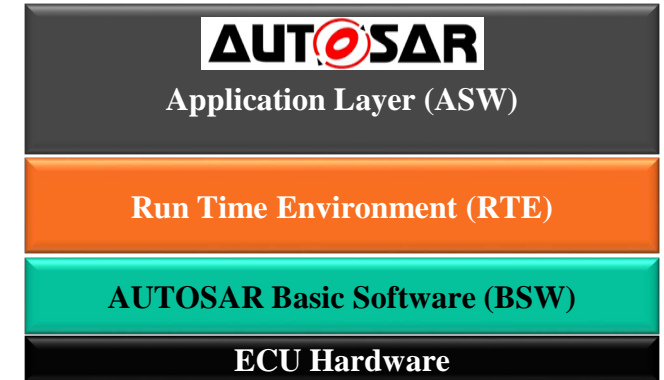 AUTOSAR
Application Layer (ASW)
Run Time Environment (RTE)
AUTOSAR Basic Software (BSW)
ECU Hardware